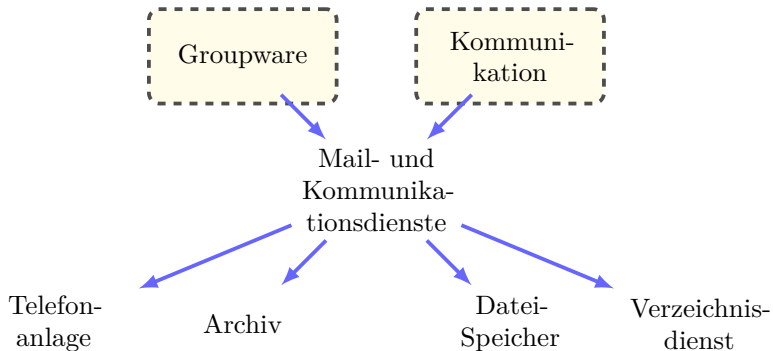 Groupware
Kommuni-
kation
Mail- und
Kommunika-
tionsdienste
Telefon-
anlage
Archiv
Datei-
Speicher
Verzeichnis-
dienst